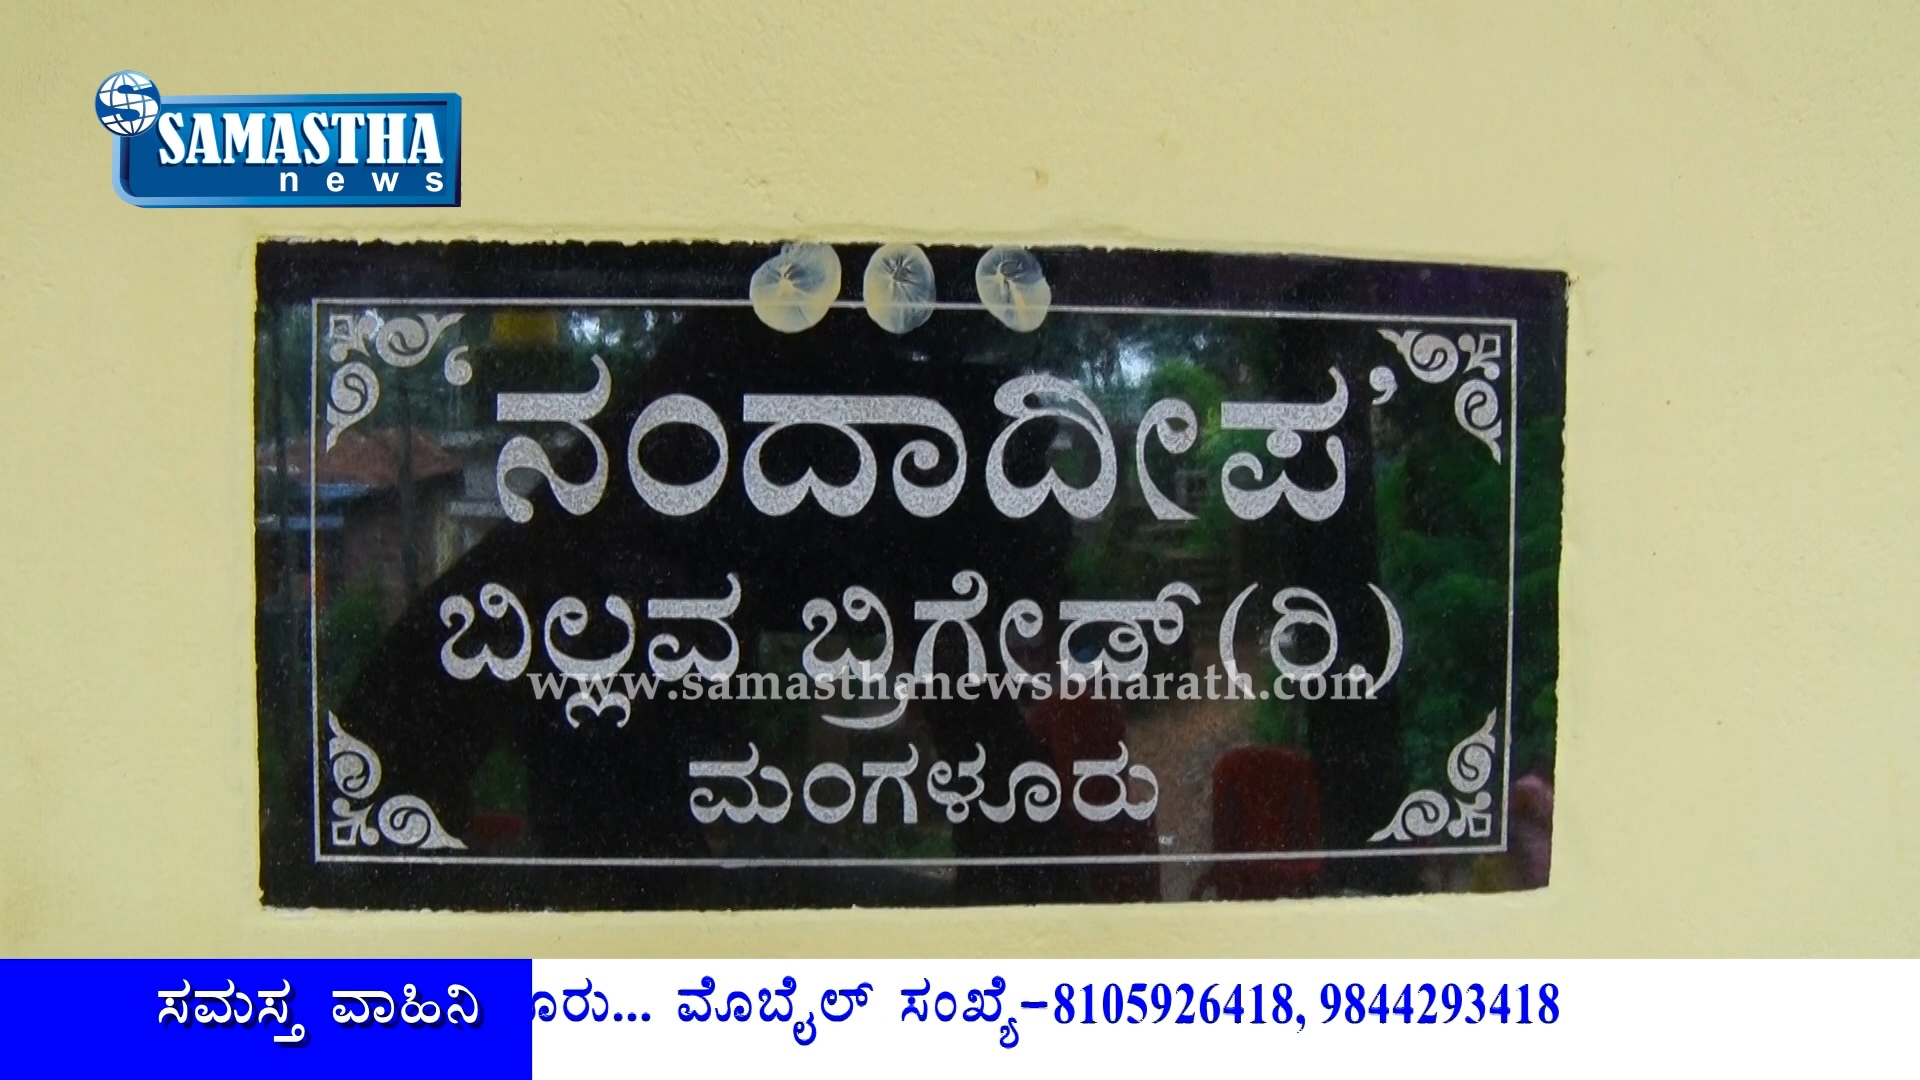 SAMASTHA
news
‘ನಂದಾದೀಪ’
ಬಿಲ್ಲವ ಬ್ರಿಗೇಡ್ (ರಿ.)
www.samasthanewsbharath.com
ಮಂಗಳೂರು
ಸಮಸ್ತ ವಾಹಿನಿ
ರು... ಮೊಬೈಲ್ ಸಂಖ್ಯೆ-8105926418, 9844293418